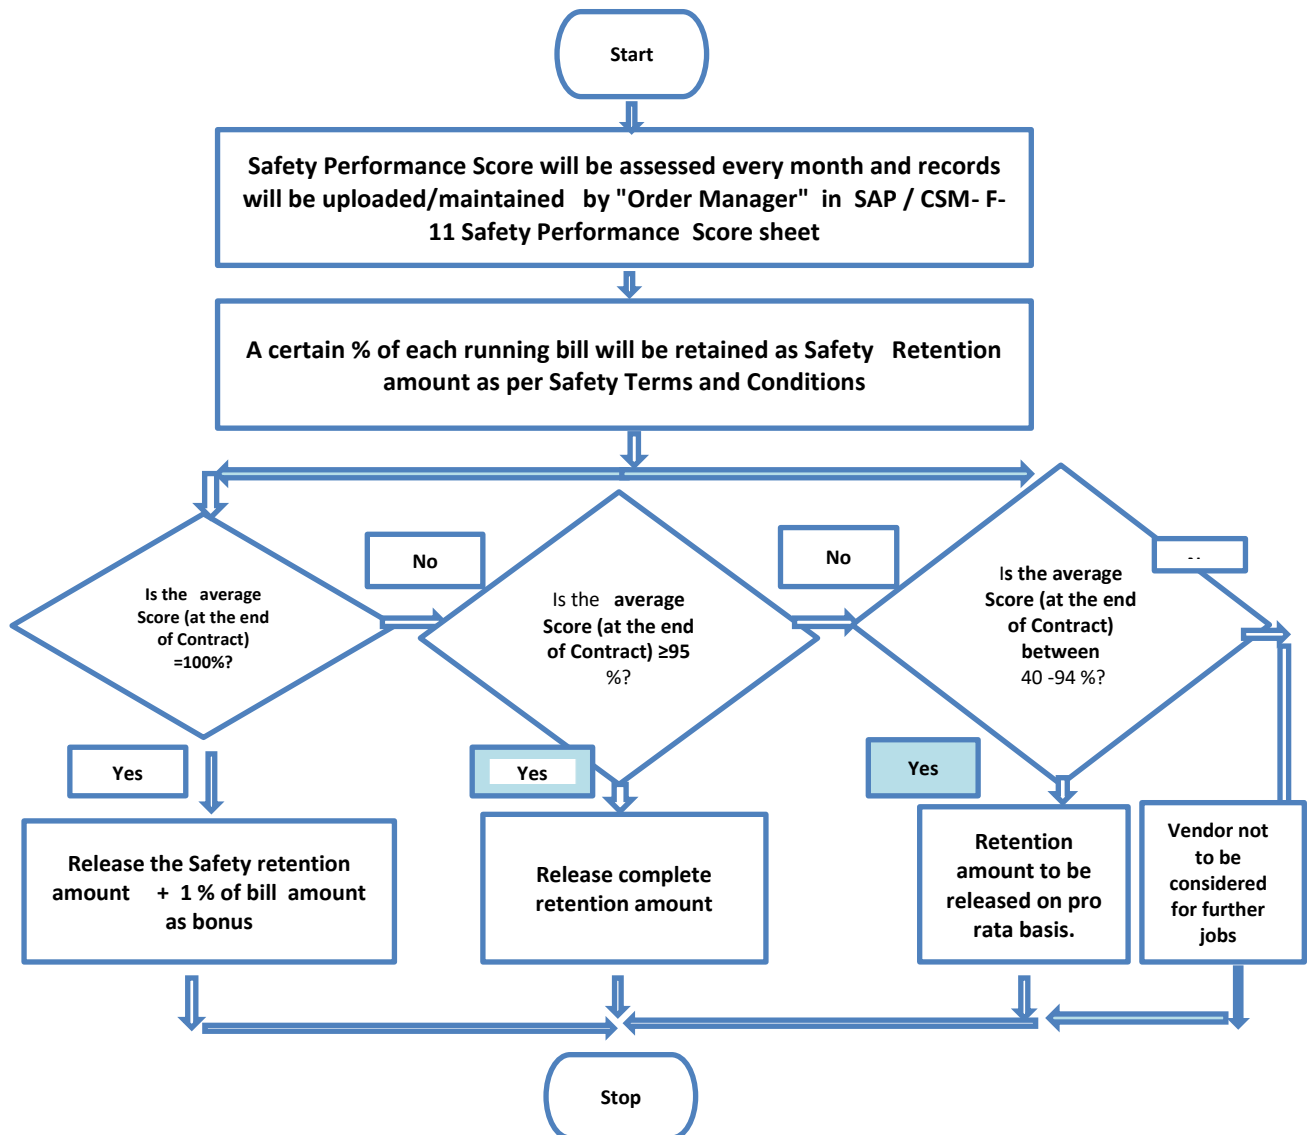 Start
Safety Performance Score will be assessed every month and records
will be uploaded/maintained by "Order Manager" in SAP / CSM- F-
11 Safety Performance Score sheet
A certain % of each running bill will be retained as Safety Retention
amount as per Safety Terms and Conditions
No
No
Is the average
Score (at the end
of Contract)
=100%?
Is the average
Score (at the end
of Contract) ≥95
%?
Is the average
Score (at the end
of Contract)
between
40 -94 %?
Yes
Yes
Yes
Release the Safety retention
amount + 1 % of bill amount
as bonus
Release complete
retention amount
Retention
amount to be
released on pro
rata basis.
Vendor not
to be
considered
for further
jobs
Stop